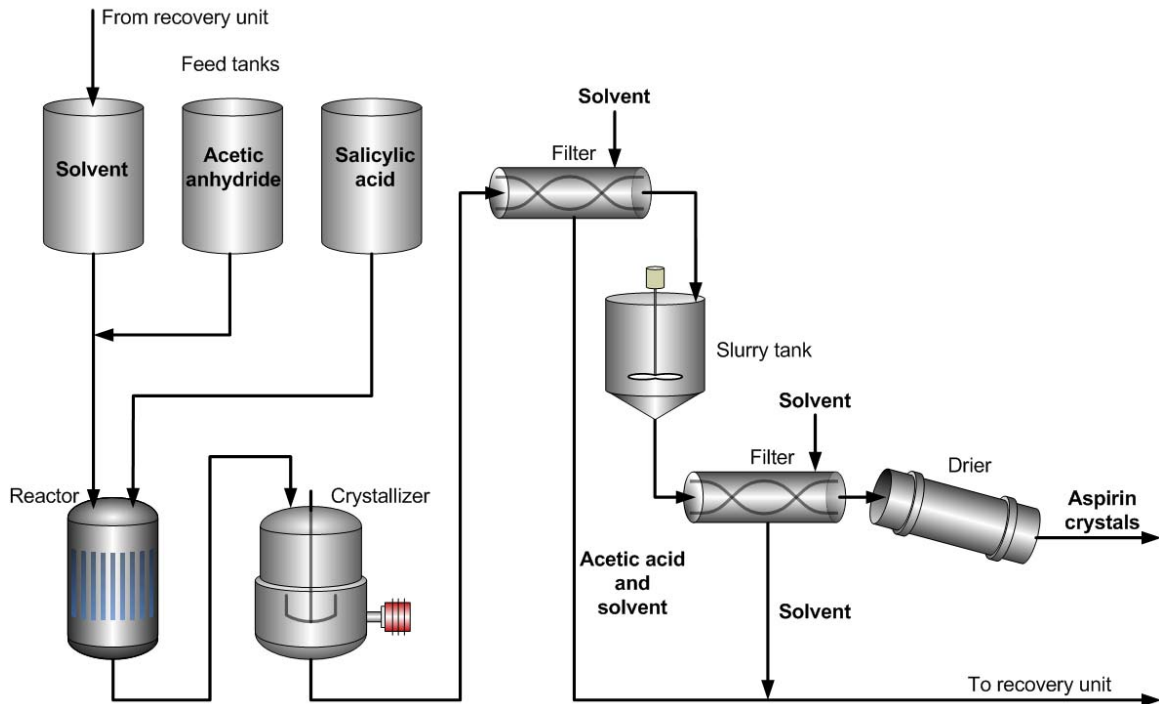 From recovery unit
Feed tanks
Solvent
Acetic
anhydride
Salicylic
acid
Solvent
Filter
Slurry tank
Solvent
Filter
Drier
Aspirin
crystals
Reactor
Crystallizer
Acetic acid
and
solvent
Solvent
To recovery unit